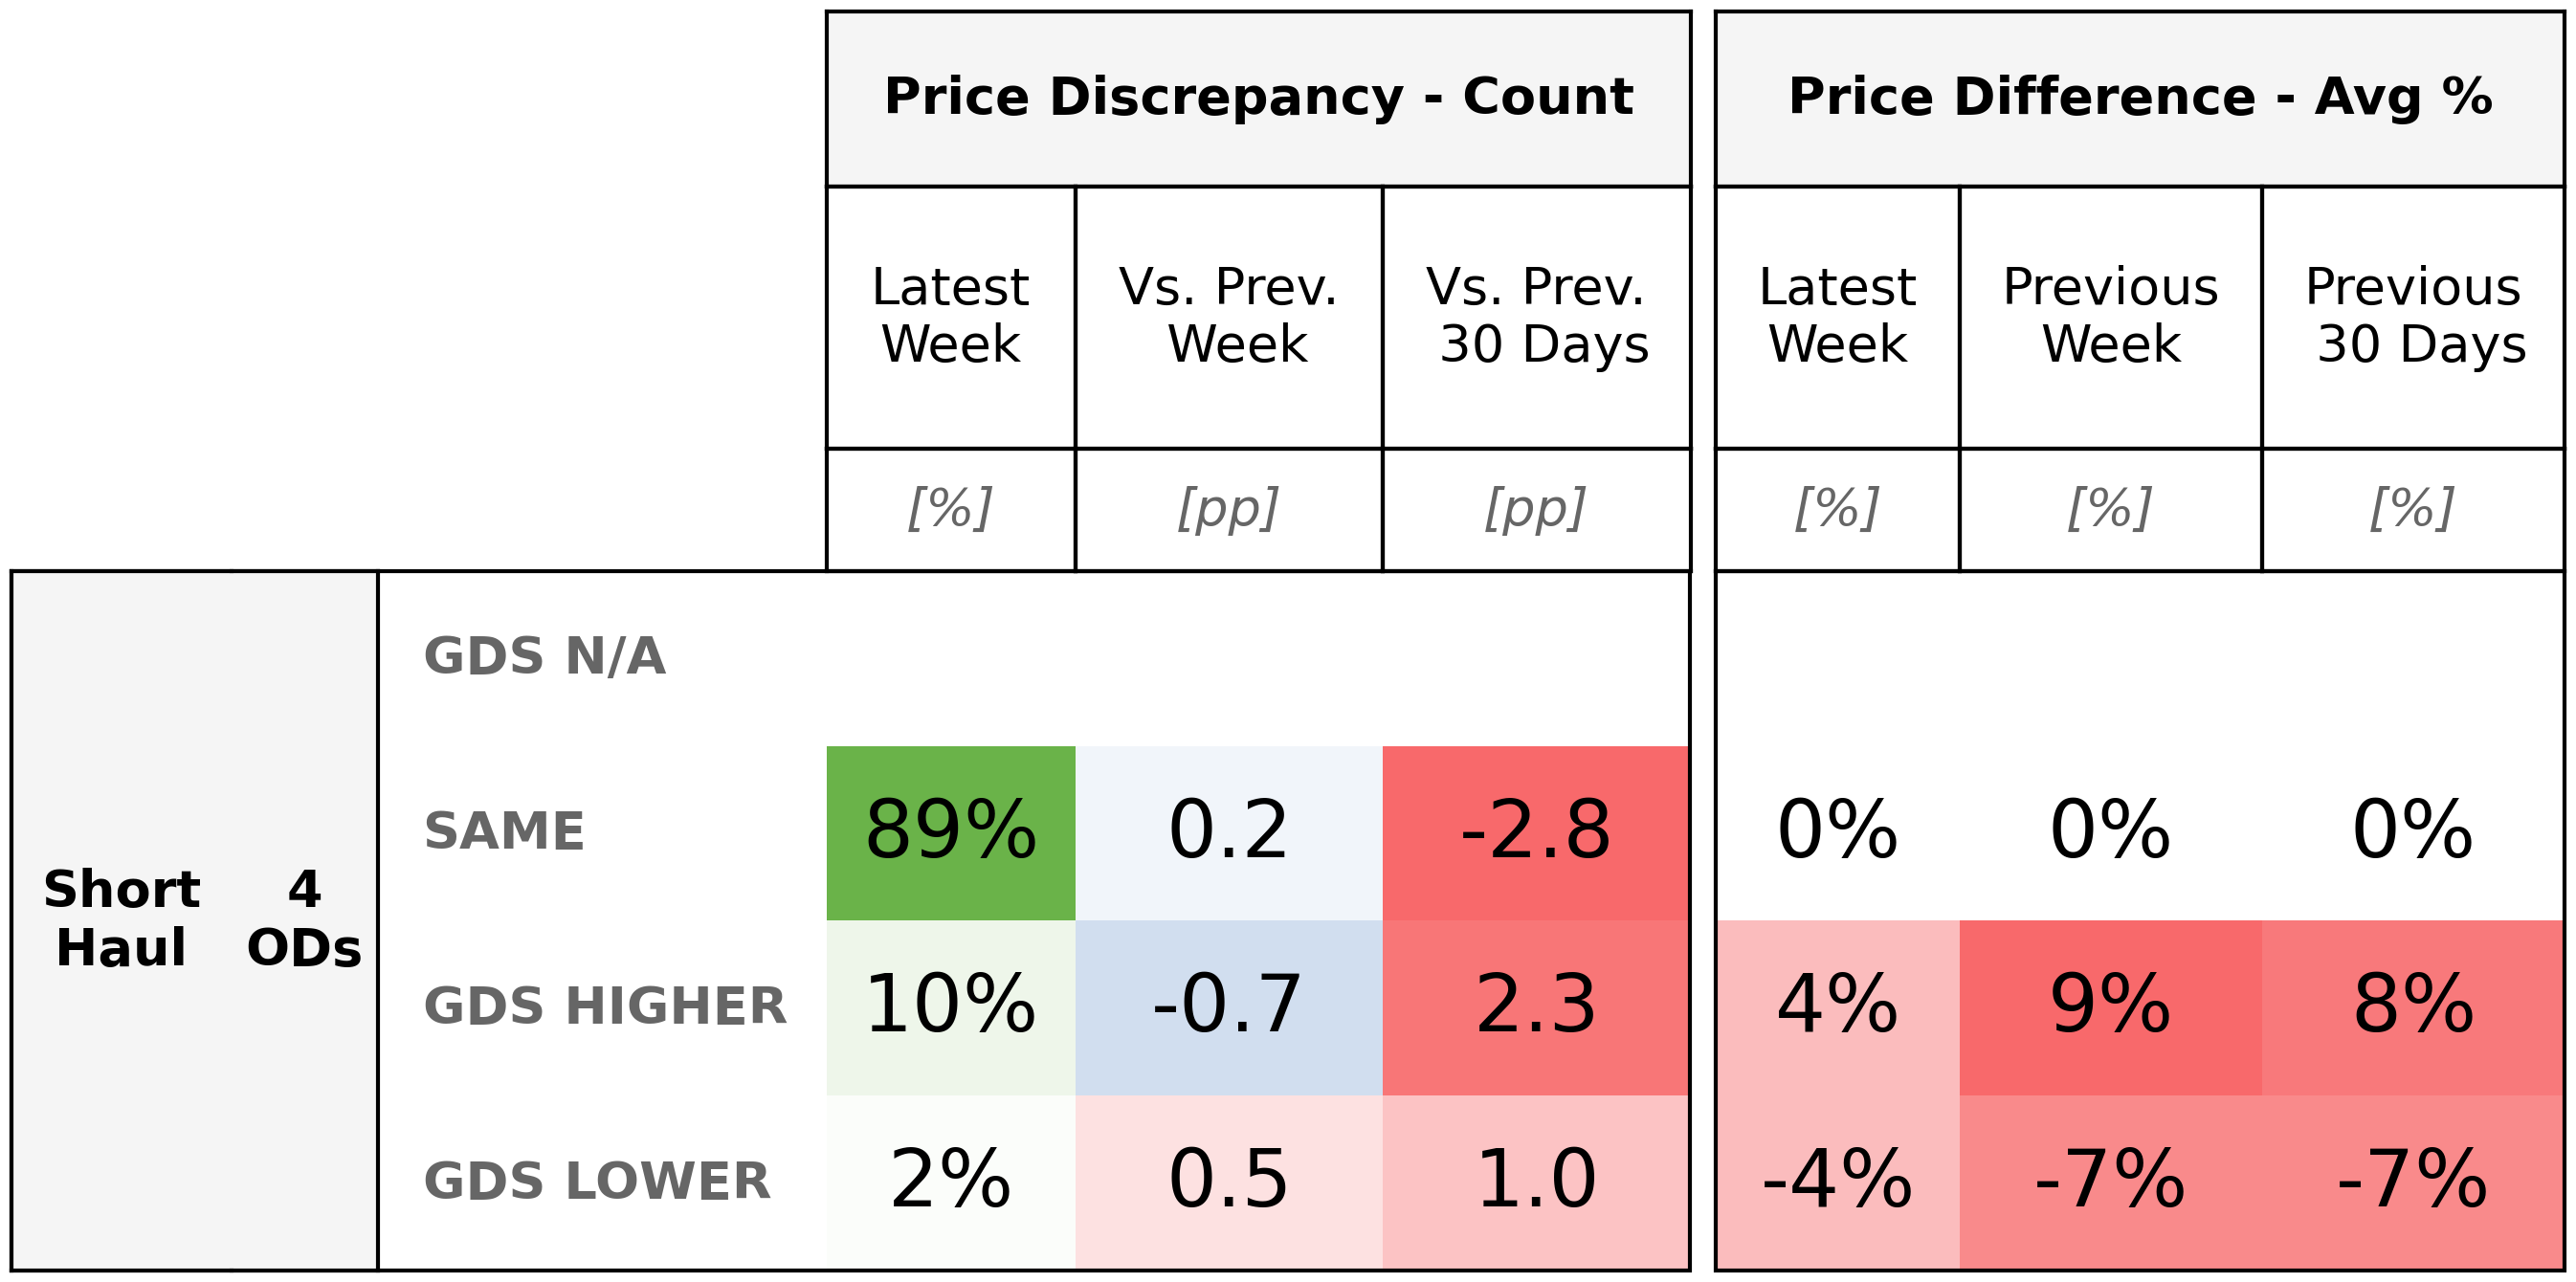 Price Discrepancy - Count
Price Difference - Avg %
Latest
Week
Vs. Prev.
Week
Vs. Prev.
30 Days
Latest
Week
Previous
Week
Previous
30 Days
[%]
[pp]
[pp]
[%]
[%]
[%]
Short
Haul
4
ODs
GDS N/A
SAME
89%
0.2
-2.8
0%
0%
0%
GDS HIGHER
10%
-0.7
2.3
4%
9%
8%
GDS LOWER
2%
0.5
1.0
-4%
-7%
-7%